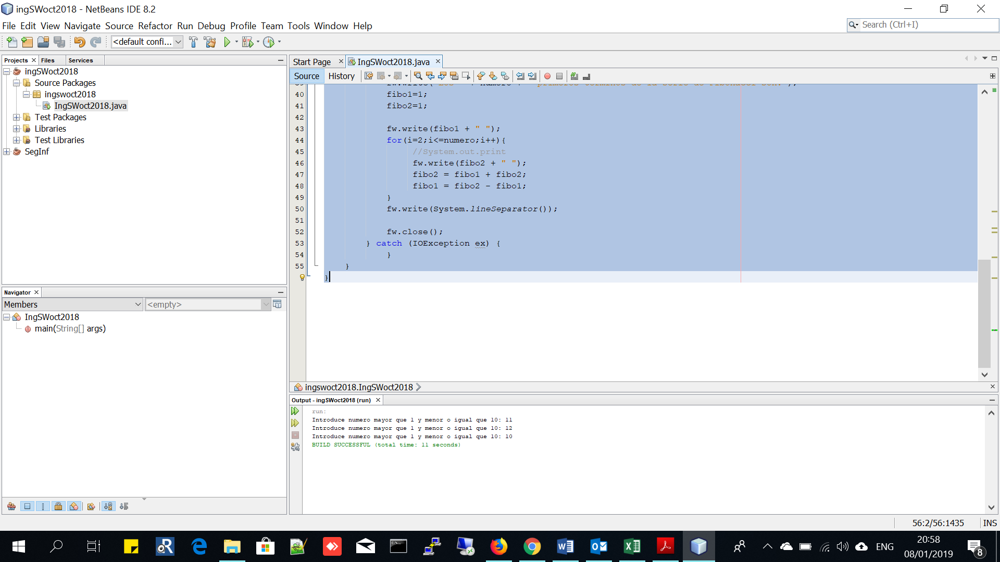 ingSWoct2018 - NetBeans IDE 8.2
File Edit View Navigate Source Refactor Run Debug Profile Team Tools Window Help
Search (Ctrl+I)
<default confi...
Projects Files Services
ingSWoct2018
Source Packages
ingswoct2018
IngSWoct2018.java
Test Packages
Libraries
Test Libraries
SegInf
Navigator
Members <empty>
IngSWoct2018
main(String[] args)
Start Page IngSWoct2018.java
Source History
40 fibo1=1;
41 fibo2=1;
42
43 fw.write(fibo1 + " ");
44 for(i=2;i<=numero;i++){
45 //System.out.print
46 fw.write(fibo2 + " ");
47 fibo2 = fibo1 + fibo2;
48 fibo1 = fibo2 - fibo1;
49 }
50 fw.write(System.lineSeparator());
51
52 fw.close();
53 } catch (IOException ex) {
54 }
55 }
}
ingswoct2018.IngSWoct2018
Output - ingSWoct2018 (run)
run:
Introduce numero mayor que 1 y menor o igual que 10: 11
Introduce numero mayor que 1 y menor o igual que 10: 12
Introduce numero mayor que 1 y menor o igual que 10: 10
BUILD SUCCESSFUL (total time: 11 seconds)
56:2/56:1435 INS
ENG
20:58
08/01/2019
8